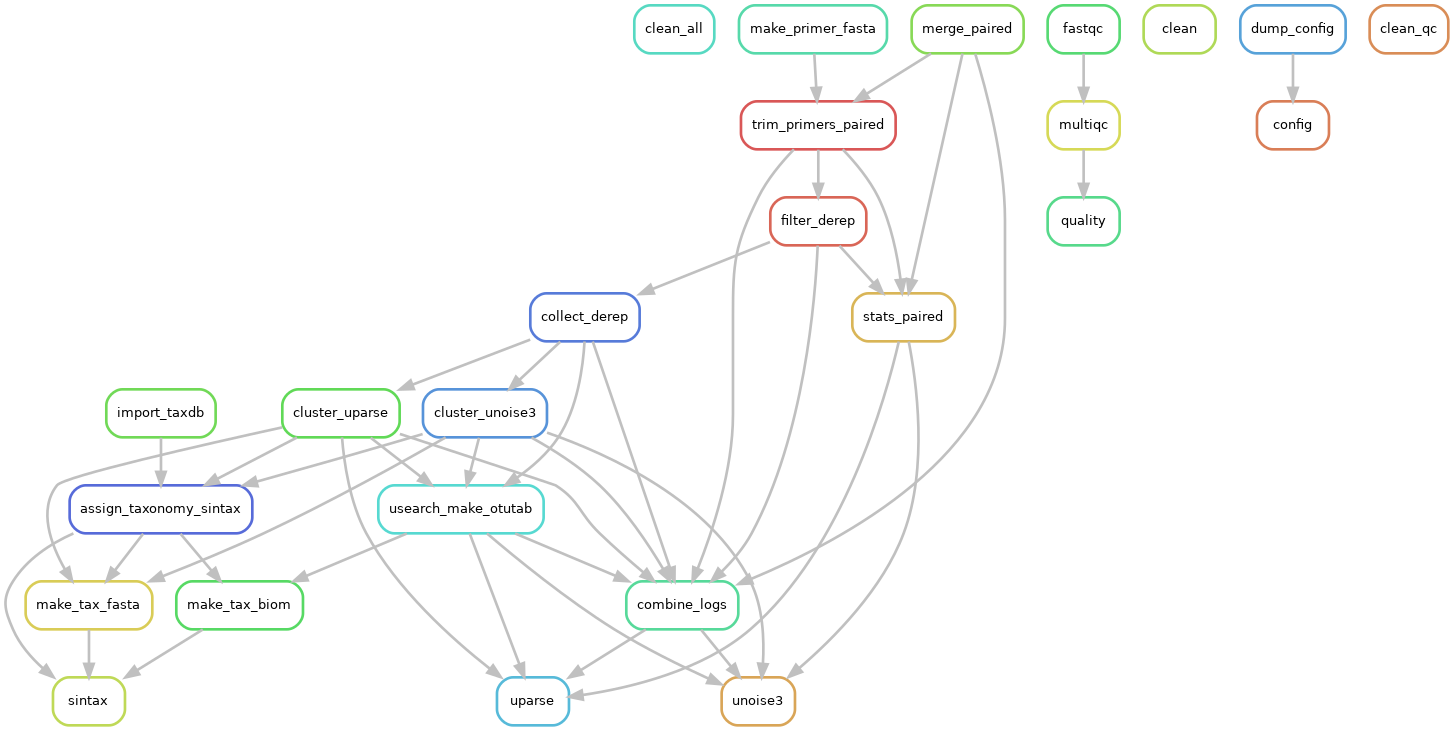 clean_all
make_primer_fasta
merge_paired
fastqc
clean
dump_config
clean_qc
trim_primers_paired
multiqc
config
filter_derep
quality
collect_derep
stats_paired
import_taxdb
cluster_uparse
cluster_unoise3
assign_taxonomy_sintax
usearch_make_otutab
make_tax_fasta
make_tax_biom
combine_logs
sintax
uparse
unoise3